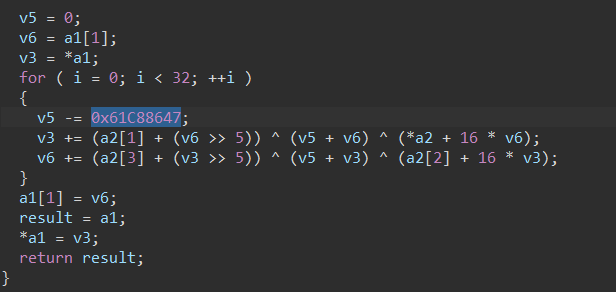 v5 = 0;
v6 = a1[1];
v3 = *a1;
for ( i = 0; i < 32; ++i )
{
v5 -= 0x61C88647;
v3 += (a2[1] + (v6 >> 5)) ^ (v5 + v6) ^ (*a2 + 16 * v6);
v6 += (a2[3] + (v3 >> 5)) ^ (v5 + v3) ^ (a2[2] + 16 * v3);
}
a1[1] = v6;
result = a1;
*a1 = v3;
return result;
}